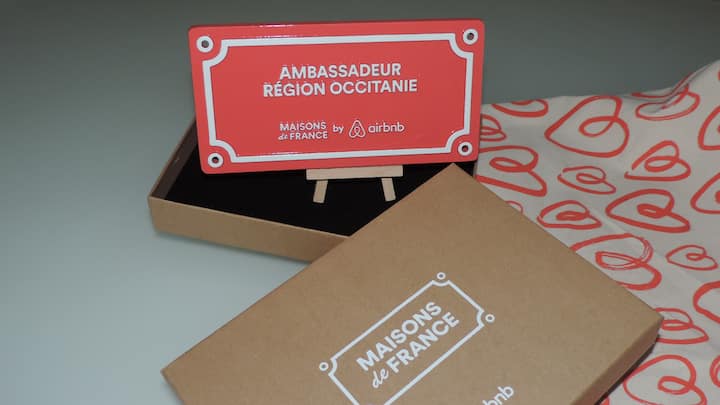 AMBASSADEUR
RÉGION OCCITANIE
MAISONS
de FRANCE by airbnb
MAISONS
de FRANCE